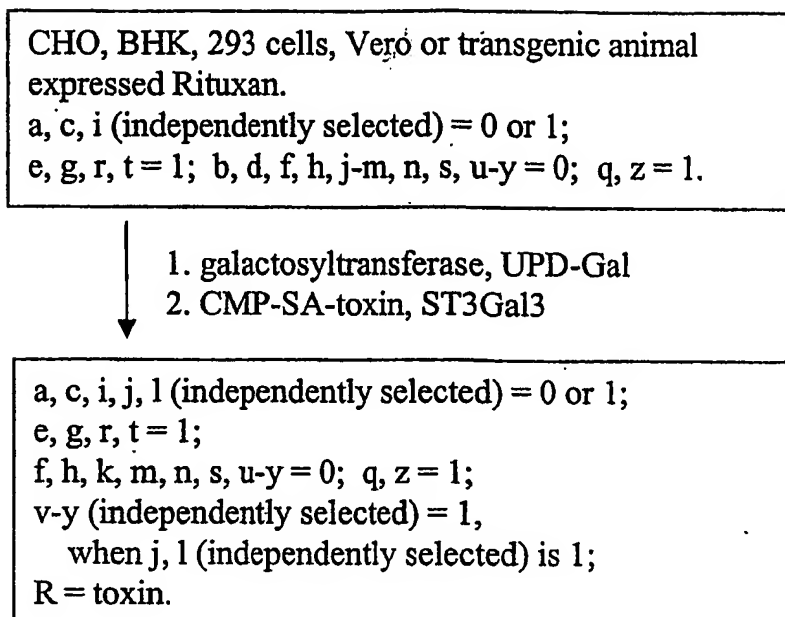 CHO, BHK, 293 cells, Vero or transgenic animal
expressed Rituxan.
a, c, i (independently selected) = 0 or 1;
e, g, r, t = 1; b, d, f, h, j-m, n, s, u-y = 0; q, z = 1.
1. galactosyltransferase, UPD-Gal
2. CMP-SA-toxin, ST3Gal3
a, c, i, j, l (independently selected) = 0 or 1;
e, g, r, t = 1;
f, h, k, m, n, s, u-y = 0; q, z = 1;
v-y (independently selected) = 1,
when j, l (independently selected) is 1;
R = toxin.